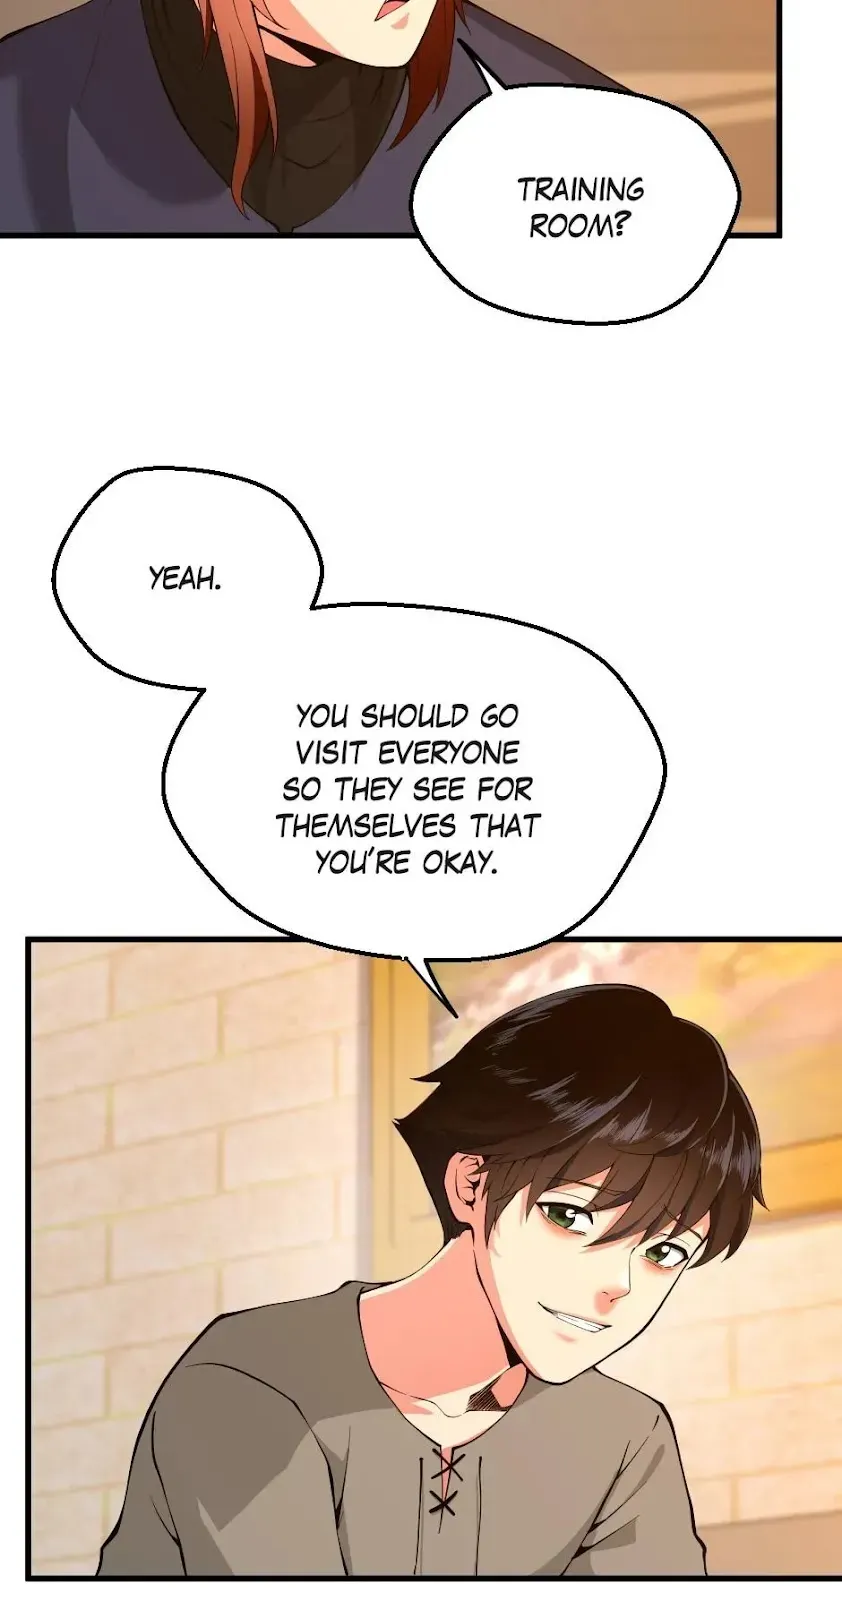 TRAINING
ROOM?
YEAH.
YOU SHOULD GO
VISIT EVERYONE
SO THEY SEE FOR
THEMSELVES THAT
YOU'RE OKAY.